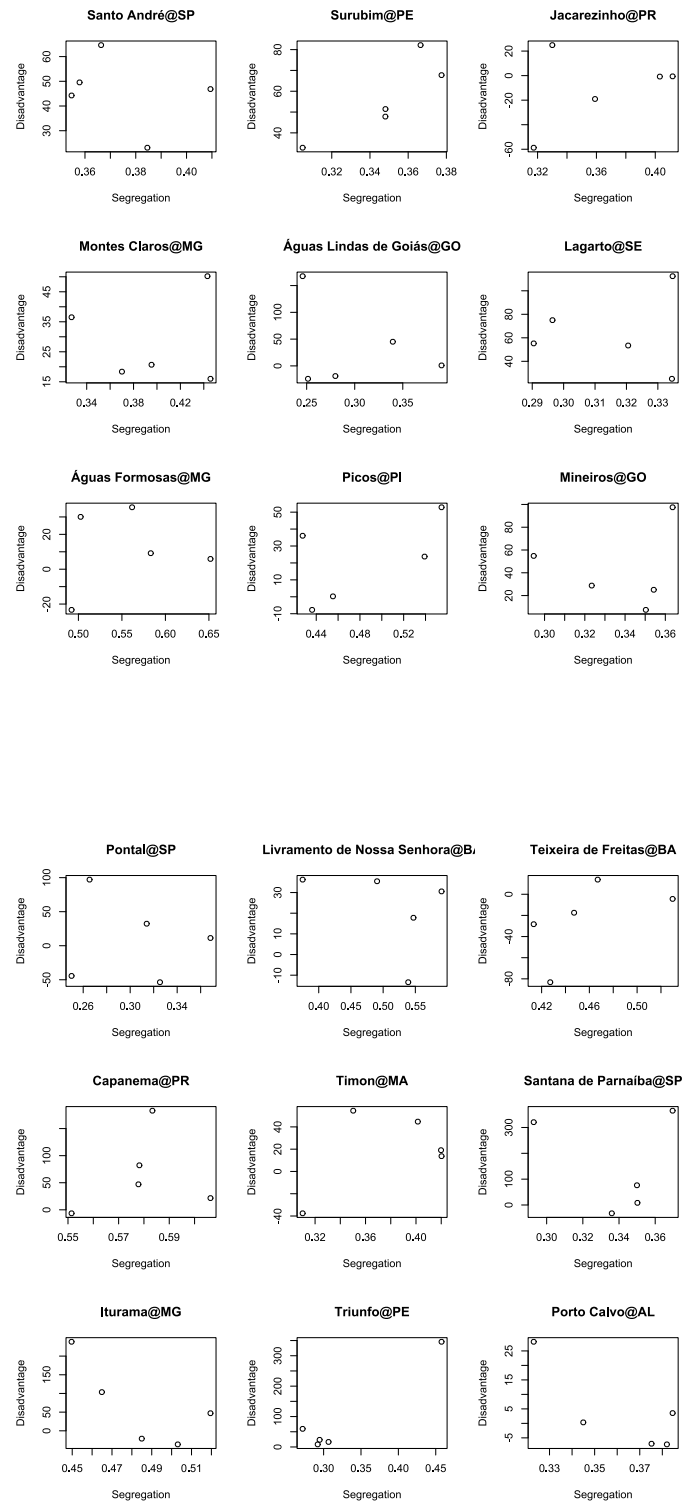 Santo André@SP
Disadvantage
30 40 50 60
0.36 0.38 0.40
Segregation
Surubim@PE
Disadvantage
40 60 80
0.32 0.34 0.36 0.38
Segregation
Jacarezinho@PR
Disadvantage
-60 -20 0 20
0.32 0.36 0.40
Segregation
Montes Claros@MG
Disadvantage
15 25 35 45
0.34 0.38 0.42
Segregation
Águas Lindas de Goiás@GO
Disadvantage
0 50 100
0.25 0.30 0.35
Segregation
Lagarto@SE
Disadvantage
40 60 80
0.29 0.30 0.31 0.32 0.33
Segregation
Águas Formosas@MG
Disadvantage
-20 0 20
0.50 0.55 0.60 0.65
Segregation
Picos@PI
Disadvantage
-10 10 30 50
0.44 0.48 0.52
Segregation
Mineiros@GO
Disadvantage
20 40 60 80
0.30 0.32 0.34 0.36
Segregation
Pontal@SP
Disadvantage
-50 0 50 100
0.26 0.30 0.34
Segregation
Livramento de Nossa Senhora@B
Disadvantage
-10 0 10 30
0.40 0.45 0.50 0.55
Segregation
Teixeira de Freitas@BA
Disadvantage
-80 -40 0
0.42 0.46 0.50
Segregation
Capanema@PR
Disadvantage
0 50 100
0.55 0.57 0.59
Segregation
Timon@MA
Disadvantage
-40 0 20 40
0.32 0.36 0.40
Segregation
Santana de Parnaíba@SP
Disadvantage
0 100 300
0.30 0.32 0.34 0.36
Segregation
Iturama@MG
Disadvantage
0 50 150
0.45 0.47 0.49 0.51
Segregation
Triunfo@PE
Disadvantage
0 100 200 300
0.30 0.35 0.40 0.45
Segregation
Porto Calvo@AL
Disadvantage
-5 5 15 25
0.33 0.35 0.37
Segregation